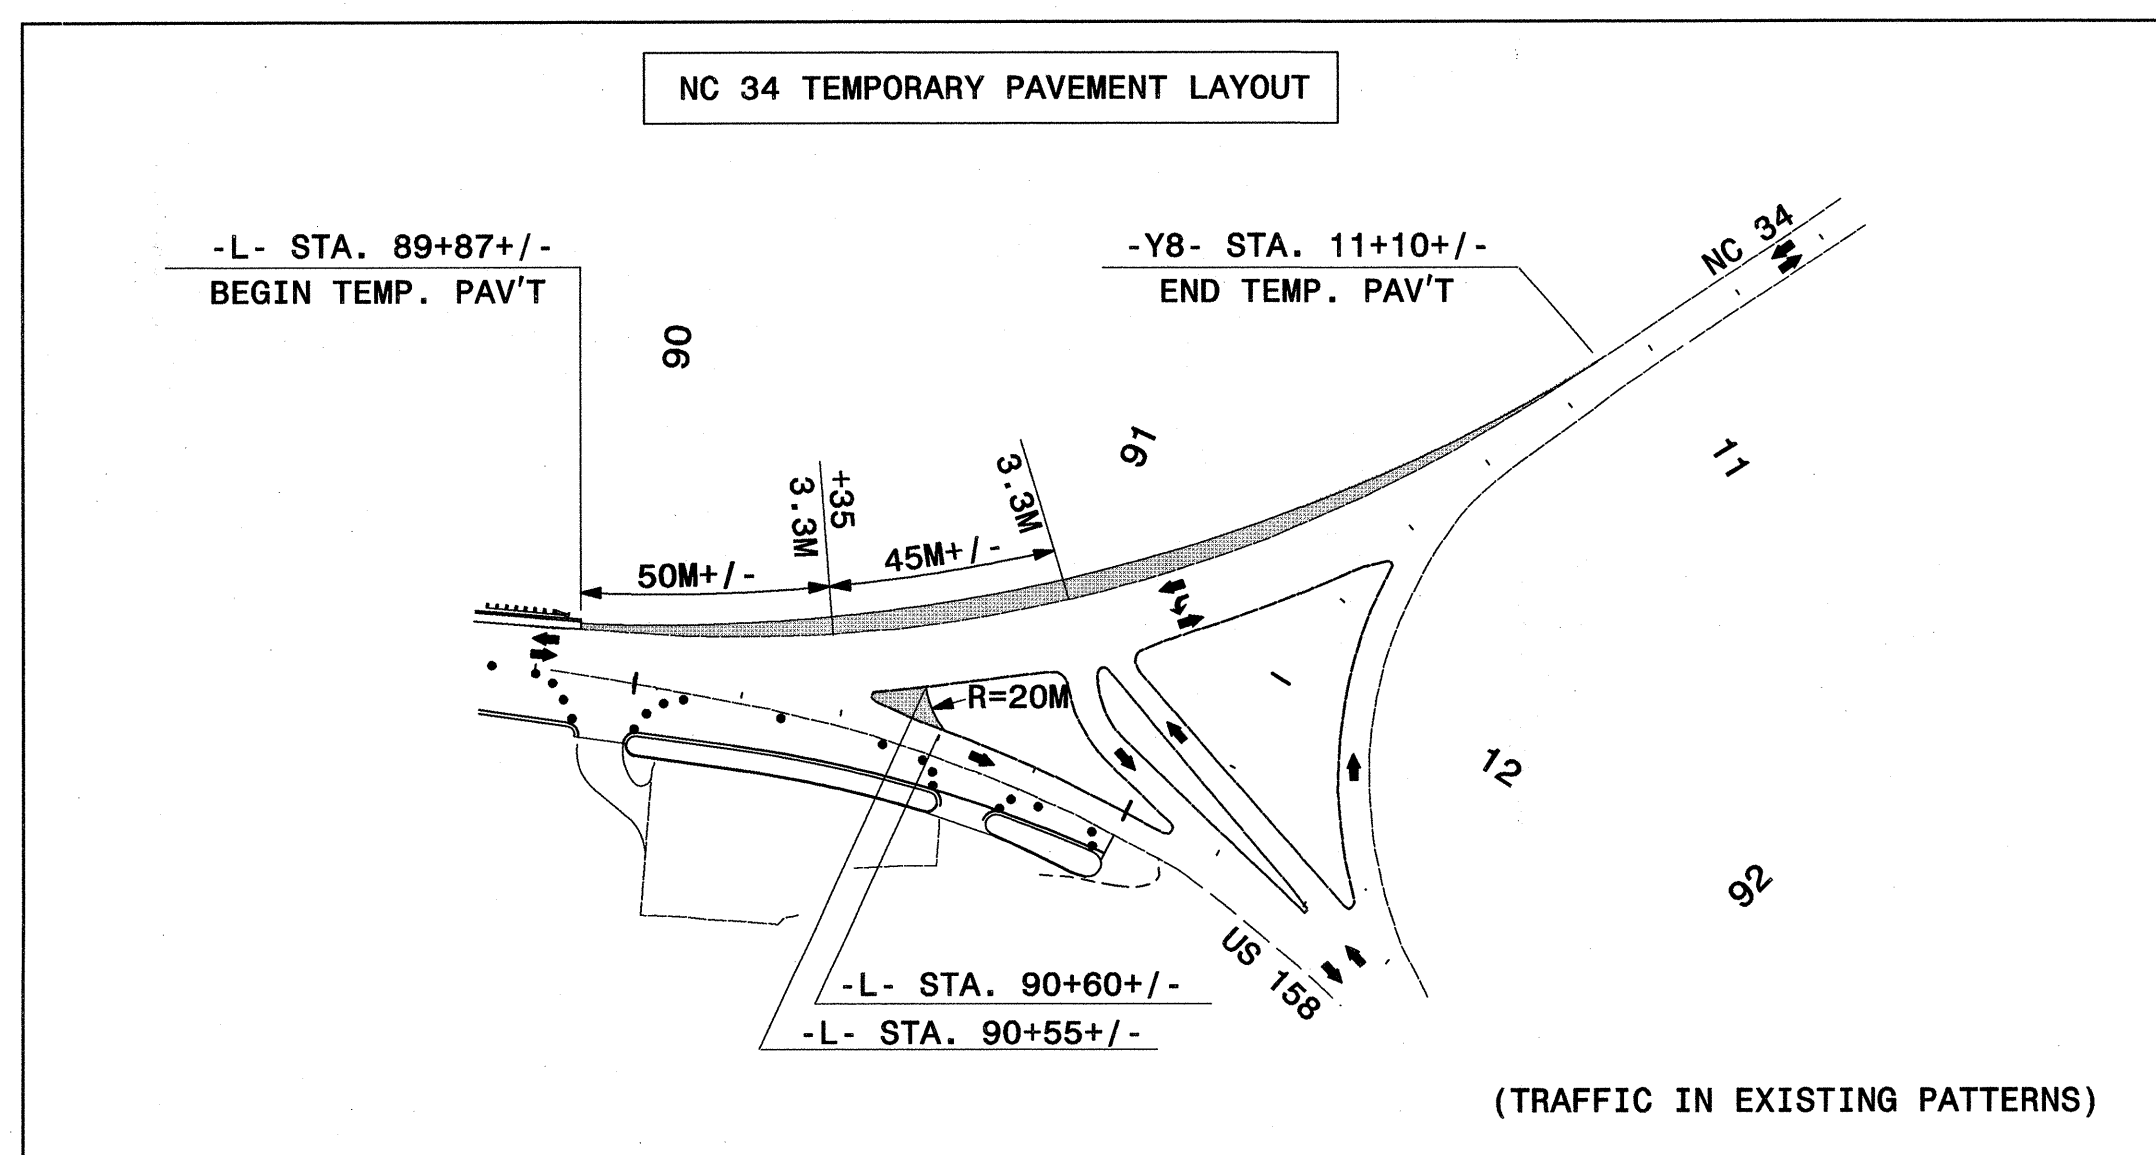 NC 34 TEMPORARY PAVEMENT LAYOUT
-L- STA. 89+87+/-
BEGIN TEMP. PAV'T
-Y8- STA. 11+10+/-
END TEMP. PAV'T
NC 34
90
91
11
+35
3.3M
3.3M
50M+/-
45M+/-
R=20M
12
92
US 158
-L- STA. 90+60+/-
-L- STA. 90+55+/-
(TRAFFIC IN EXISTING PATTERNS)